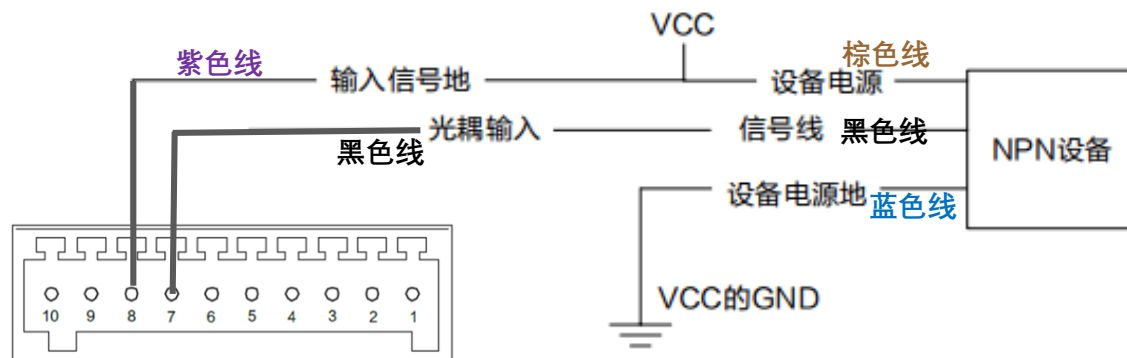 VCC
紫色线 输入信号地 设备电源 棕色线
黑色线 光耦输入 信号线 黑色线
NPN设备
设备电源地 蓝色线
VCC的GND
10 9 8 7 6 5 4 3 2 1